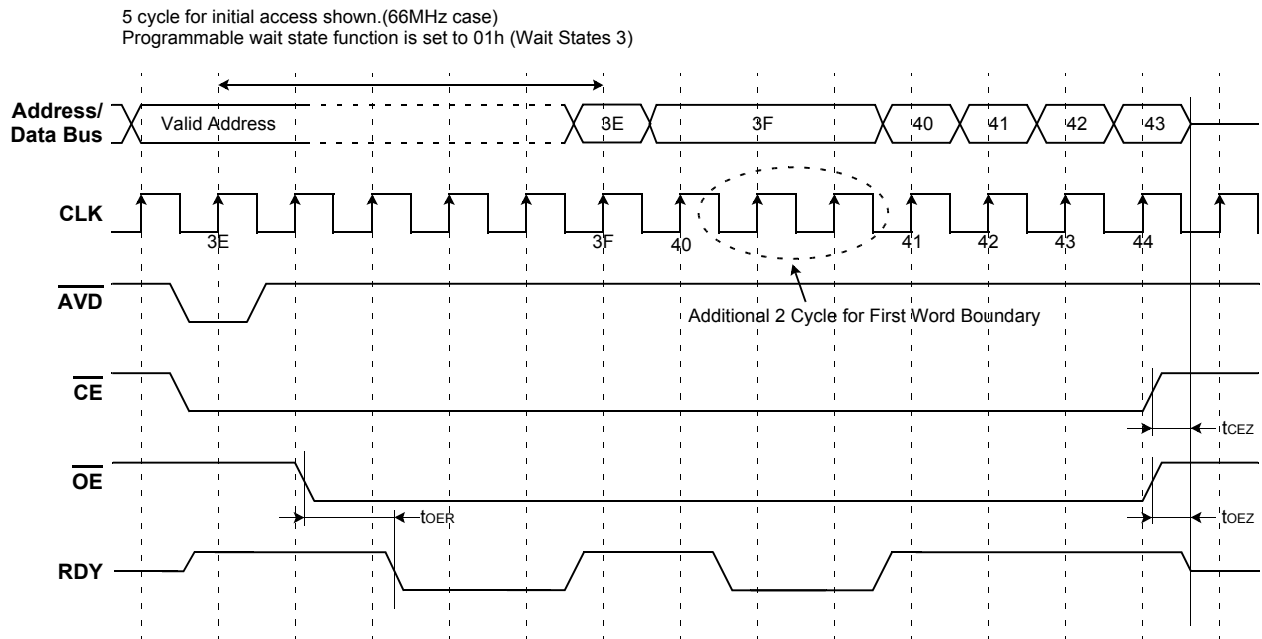 5 cycle for initial access shown.(66MHz case)
Programmable wait state function is set to 01h (Wait States 3)
Address/
Data Bus
Valid Address
3E
3F
40
41
42
43
CLK
3E
3F
40
41
42
43
44
AVD
Additional 2 Cycle for First Word Boundary
CE
tCEZ
OE
tOER
tOEZ
RDY